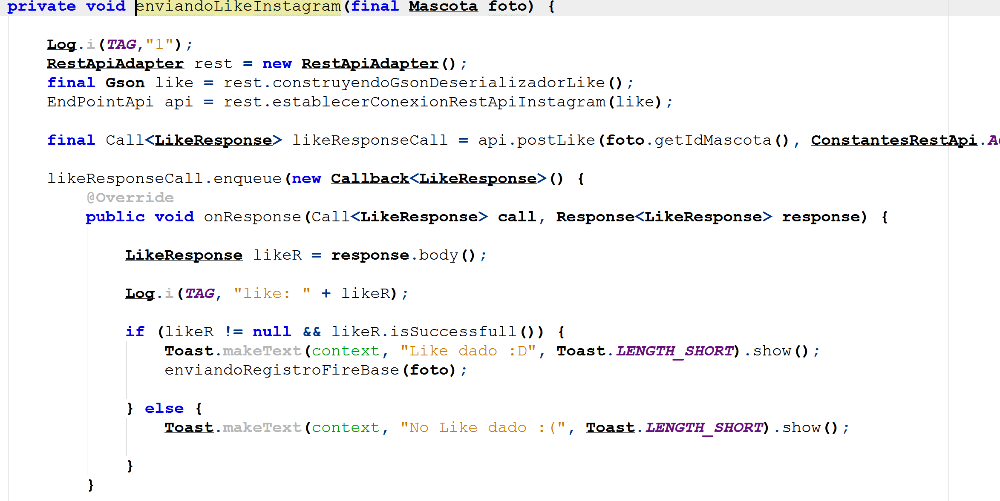 private void enviandoLikeInstagram(final Mascota foto) {
Log.i(TAG,"1");
RestApiAdapter rest = new RestApiAdapter();
final Gson like = rest.construyendoGsonDeserializadorLike();
EndPointApi api = rest.establecerConexionRestApiInstagram(like);
final Call<LikeResponse> likeResponseCall = api.postLike(foto.getIdMascota(), ConstantesRestApi.
likeResponseCall.enqueue(new Callback<LikeResponse>() {
@Override
public void onResponse(Call<LikeResponse> call, Response<LikeResponse> response) {
LikeResponse likeR = response.body();
Log.i(TAG, "like: " + likeR);
if (likeR != null && likeR.isSuccessfull()) {
Toast.makeText(context, "Like dado :D", Toast.LENGTH_SHORT).show();
enviandoRegistroFireBase(foto);
} else {
Toast.makeText(context, "No Like dado :(", Toast.LENGTH_SHORT).show();
}
}